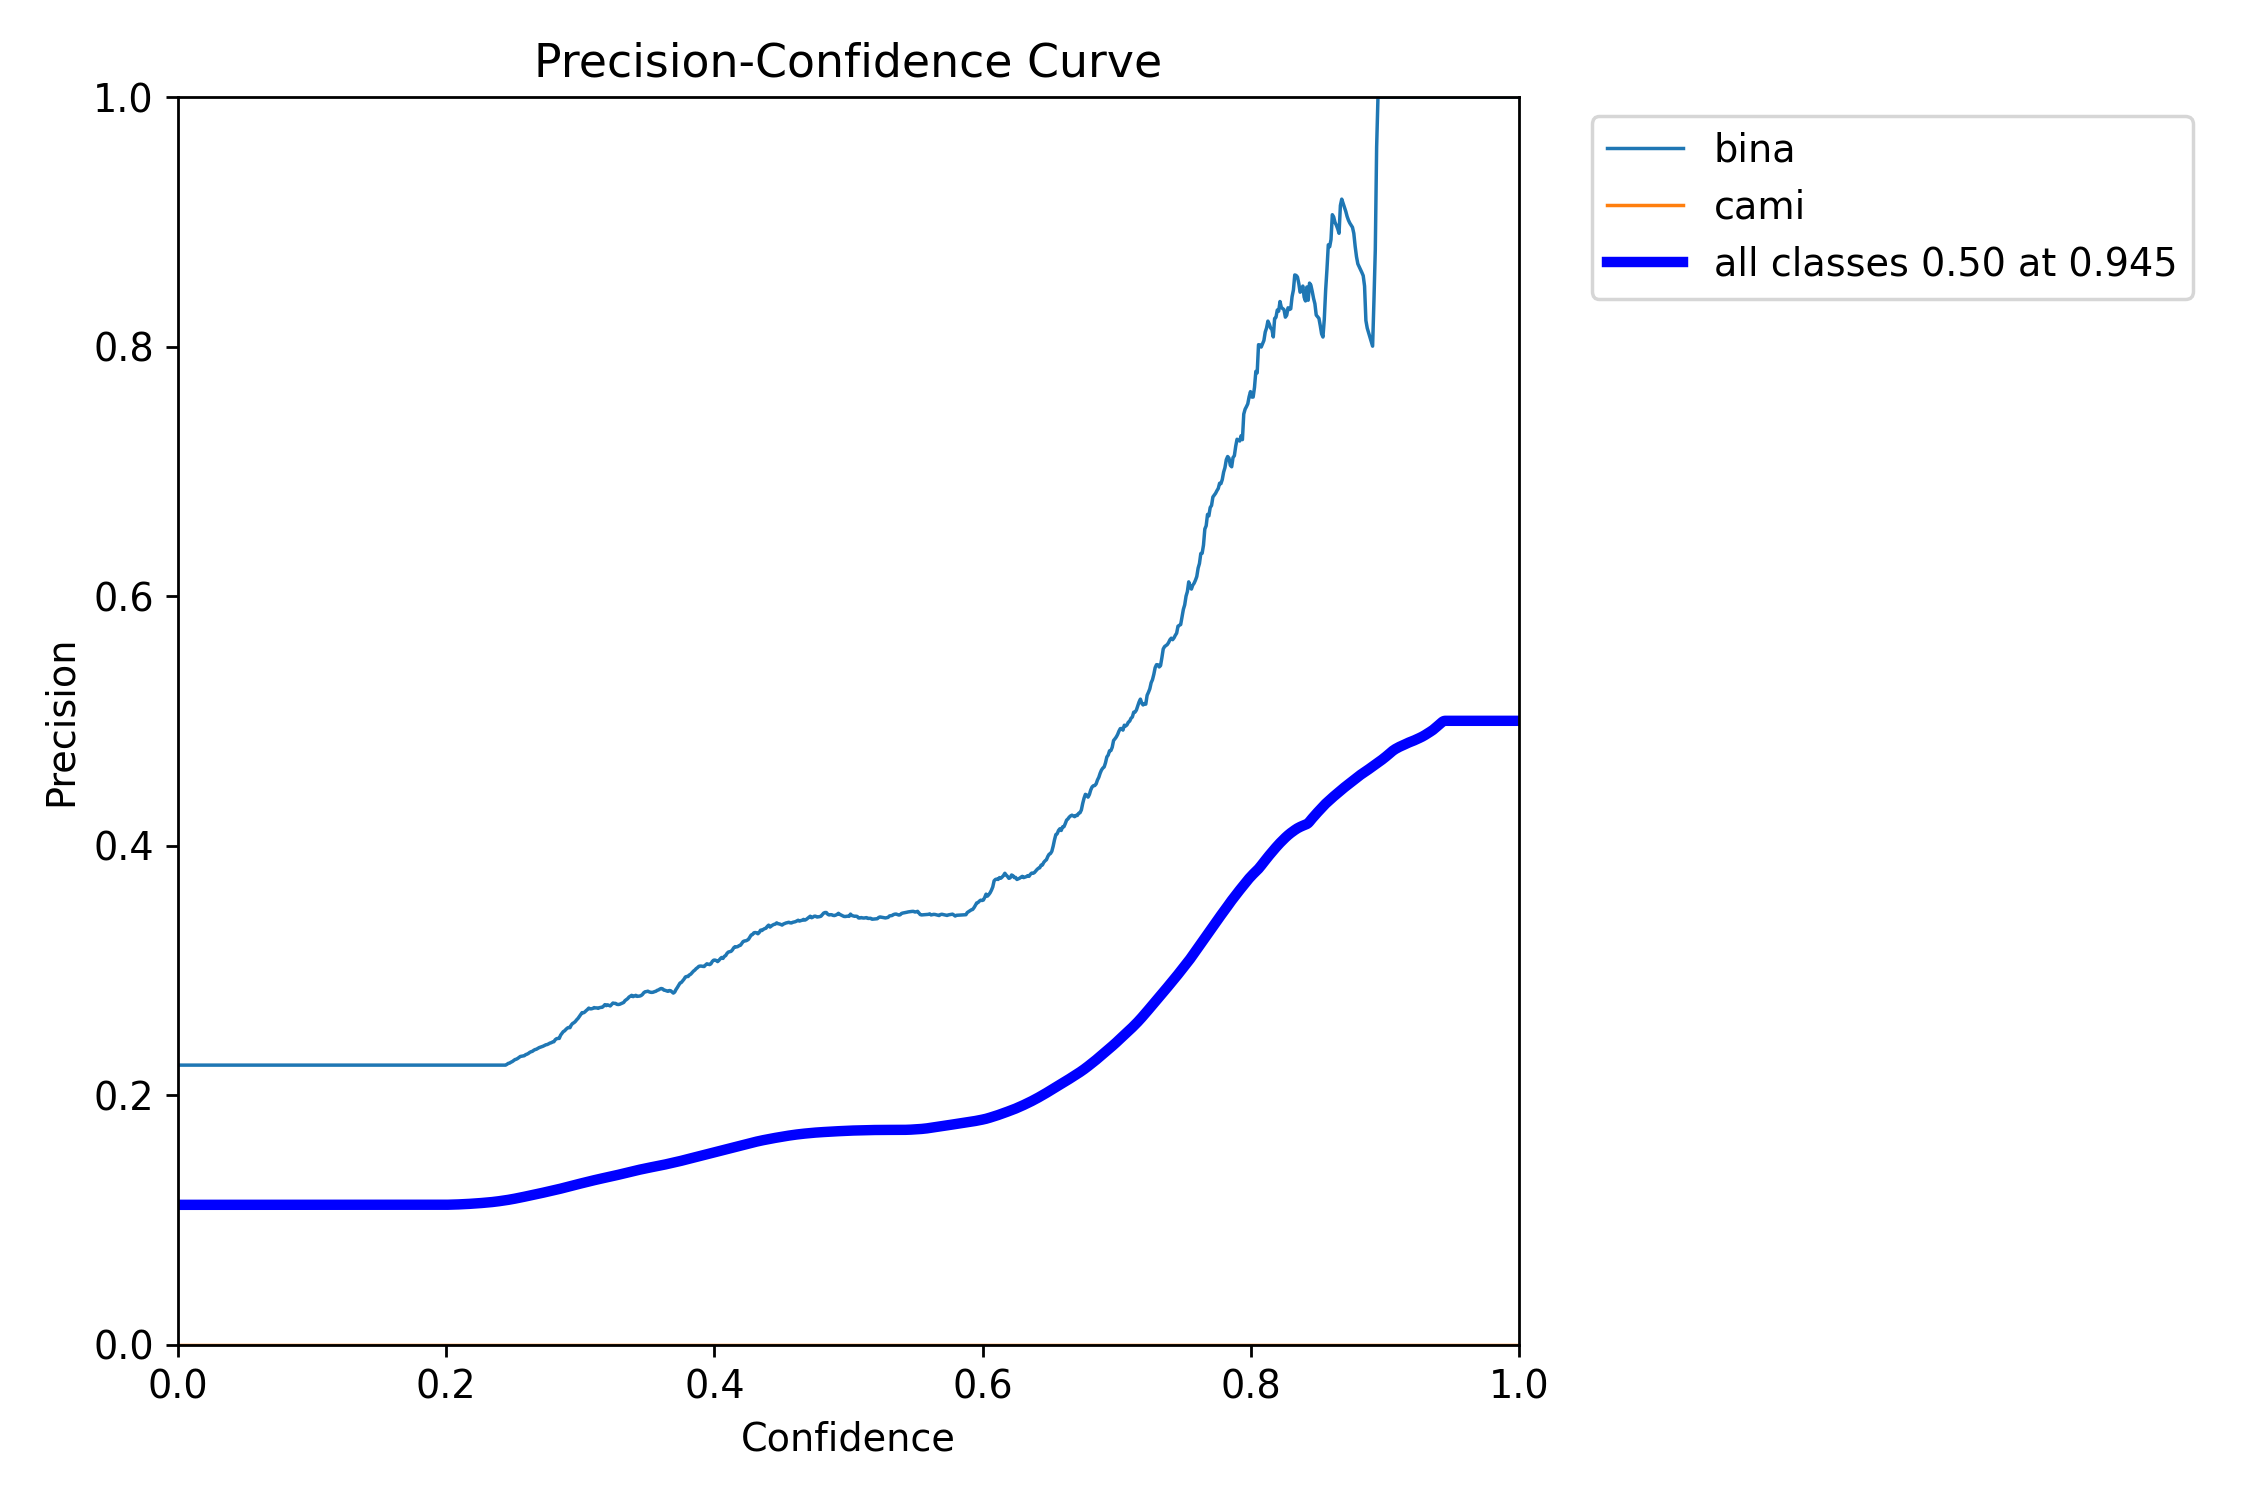 Precision-Confidence Curve
1.0
0.8
0.6
0.4
0.2
0.0
Precision
0.0 0.2 0.4 0.6 0.8 1.0
Confidence
bina
cami
all classes 0.50 at 0.945